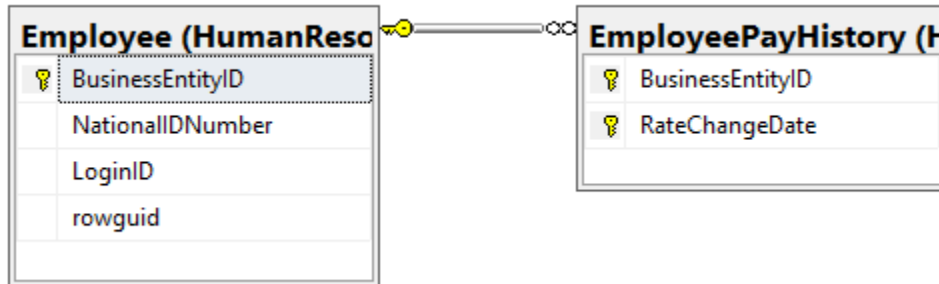 Employee (HumanReso
BusinessEntityID
NationalIDNumber
LoginID
rowguid
EmployeePayHistory (H
BusinessEntityID
RateChangeDate